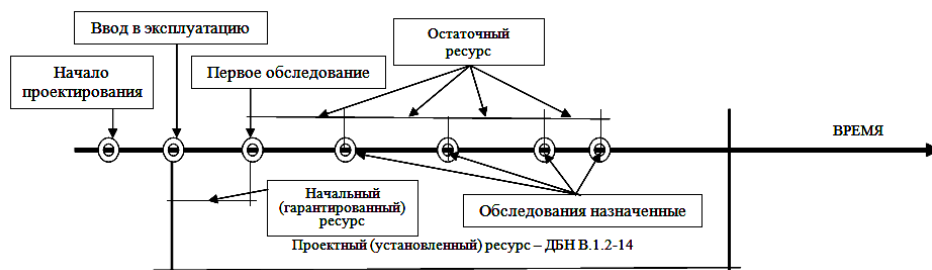 Ввод в эксплуатацию
Остаточный
ресурс
Начало
проектирования
Первое обследование
ВРЕМЯ
Начальный
(гарантированный)
ресурс
Обследования назначенные
Проектный (установленный) ресурс – ДБН В.1.2-14